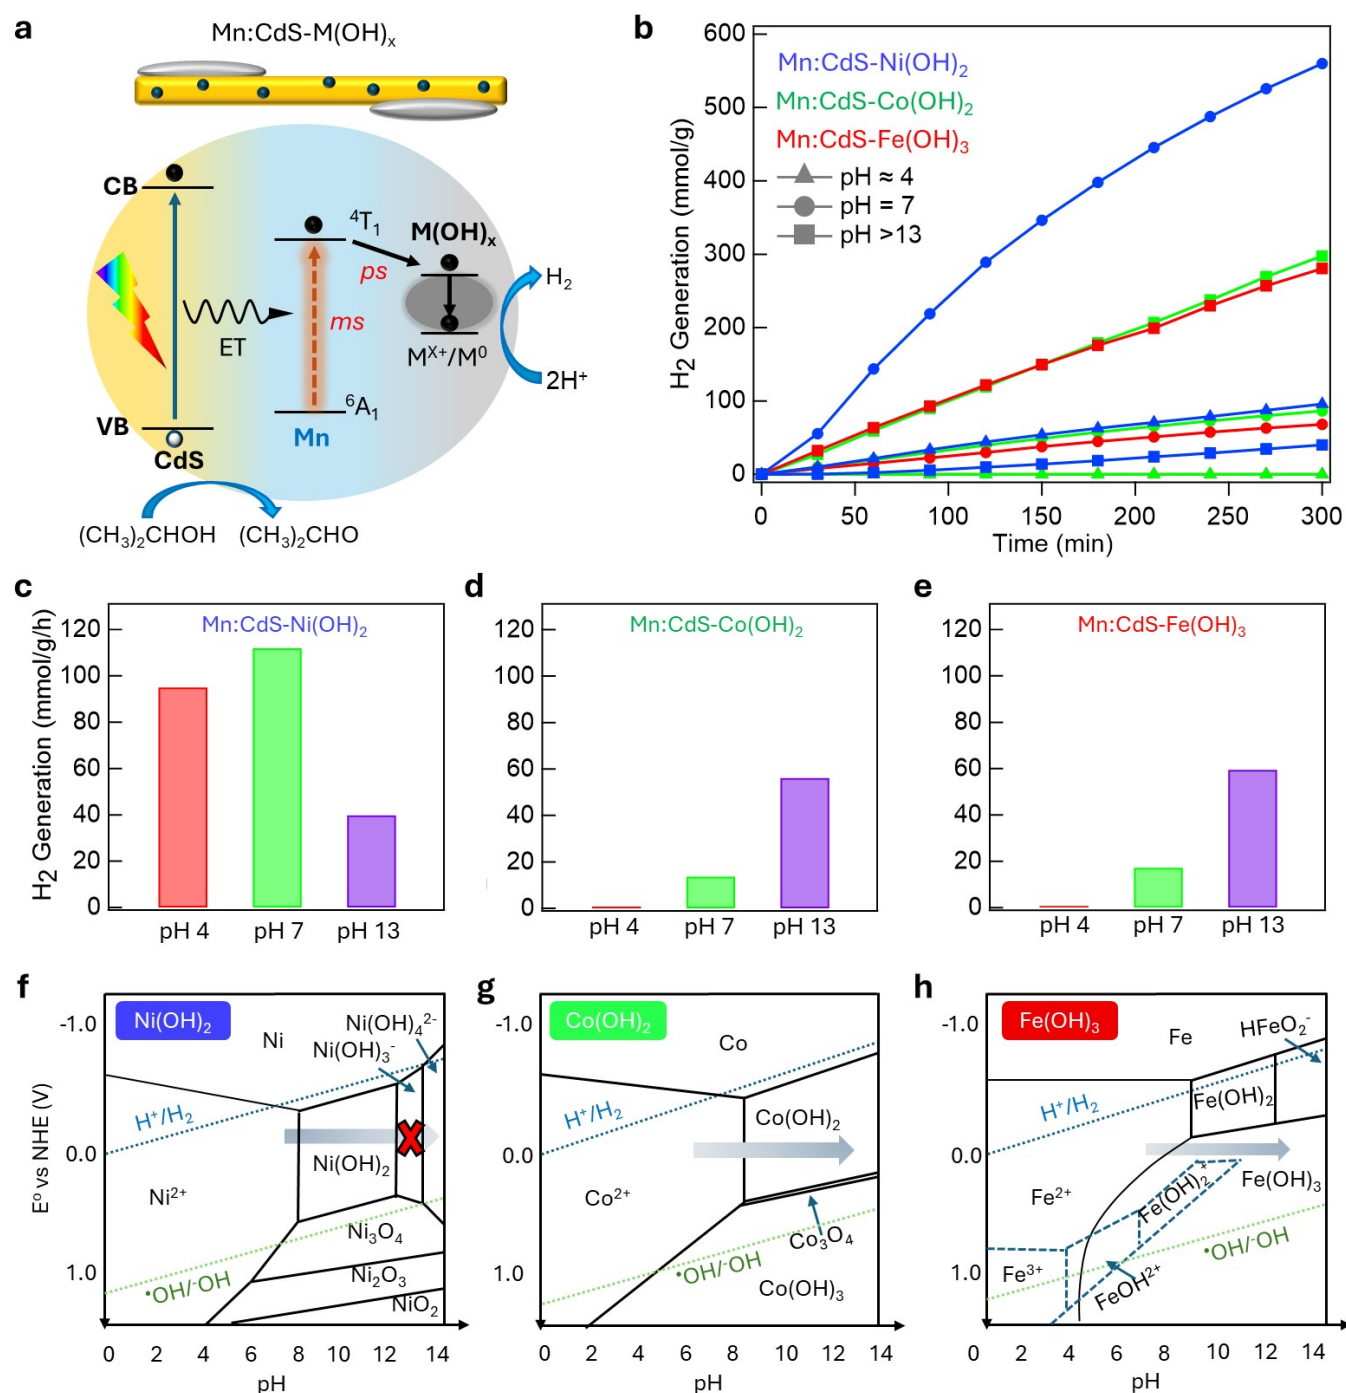 a
Mn:CdS-M(OH)ₓ
CB
⁴T₁
M(OH)ₓ
ps
H₂
ms
ET
Mˣ⁺/M⁰
2H⁺
⁶A₁
VB
Mn
CdS
(CH₃)₂CHOH (CH₃)₂CHO
b
H₂ Generation (mmol/g)
600
500
400
300
200
100
0
Mn:CdS-Ni(OH)₂
Mn:CdS-Co(OH)₂
Mn:CdS-Fe(OH)₃
pH ≈ 4
pH = 7
pH >13
0 50 100 150 200 250 300
Time (min)
c
H₂ Generation (mmol/g/h)
Mn:CdS-Ni(OH)₂
120
100
80
60
40
20
0
pH 4 pH 7 pH 13
d
Mn:CdS-Co(OH)₂
120
100
80
60
40
20
0
pH 4 pH 7 pH 13
e
Mn:CdS-Fe(OH)₃
120
100
80
60
40
20
0
pH 4 pH 7 pH 13
f
E° vs NHE (V)
-1.0
0.0
1.0
Ni(OH)₂
Ni(OH)₄²⁻
Ni
Ni(OH)₃⁻
H⁺/H₂
Ni(OH)₂
Ni²⁺
Ni₃O₄
Ni₂O₃
•OH/⁻OH
NiO₂
0 2 4 6 8 10 12 14
pH
g
-1.0
0.0
1.0
Co(OH)₂
Co
H⁺/H₂
Co(OH)₂
Co²⁺
Co₃O₄
•OH/⁻OH
Co(OH)₃
0 2 4 6 8 10 12 14
pH
h
-1.0
0.0
1.0
Fe(OH)₃
HFeO₂⁻
Fe
H⁺/H₂
Fe(OH)₂
Fe²⁺
Fe(OH)₂⁺
Fe(OH)₃
•OH/⁻OH
Fe³⁺
FeOH²⁺
0 2 4 6 8 10 12 14
pH